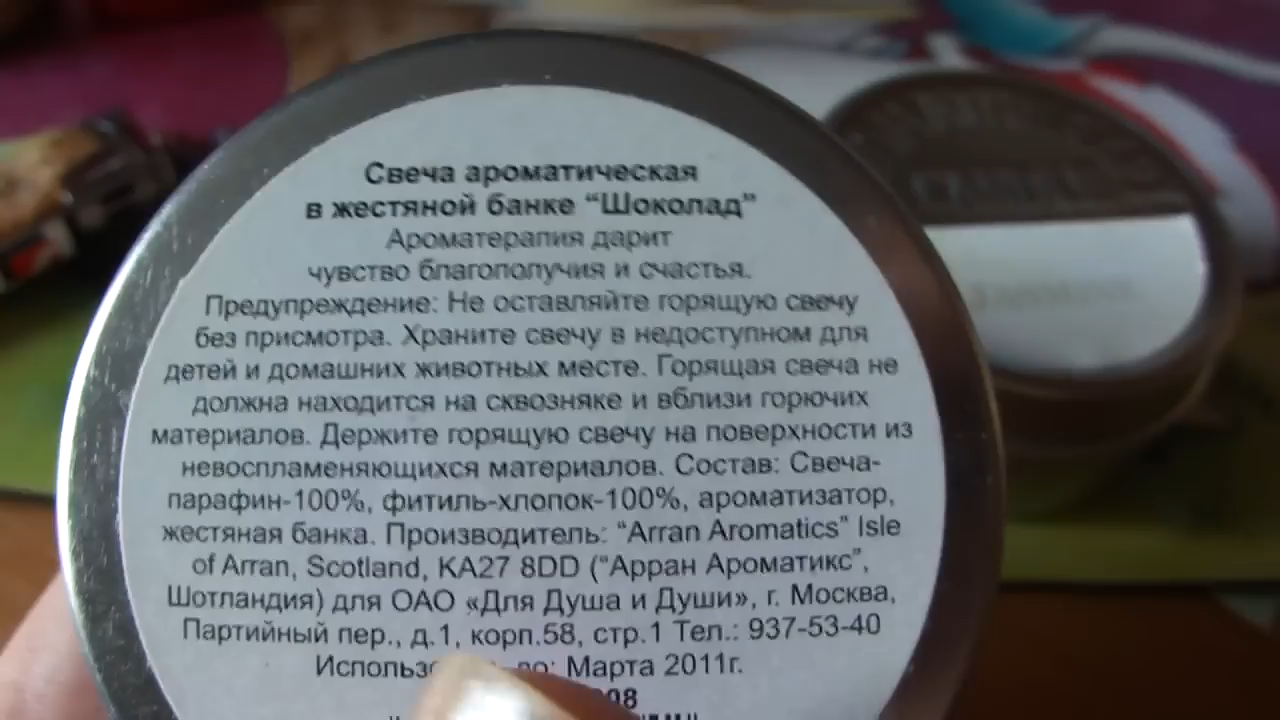 Свеча ароматическая
в жестяной банке “Шоколад”
Ароматерапия дарит
чувство благополучия и счастья.
Предупреждение: Не оставляйте горящую свечу
без присмотра. Храните свечу в недоступном для
детей и домашних животных месте. Горящая свеча не
должна находится на сквозняке и вблизи горючих
материалов. Держите горящую свечу на поверхности из
невоспламеняющихся материалов. Состав: Свеча-
парафин-100%, фитиль-хлопок-100%, ароматизатор,
жестяная банка. Производитель: “Arran Aromatics” Isle
of Arran, Scotland, KA27 8DD (“Арран Ароматикс”,
Шотландия) для ОАО «Для Душа и Души», г. Москва,
Партийный пер., д.1, корп.58, стр.1 Тел.: 937-53-40
Марта 2011г.